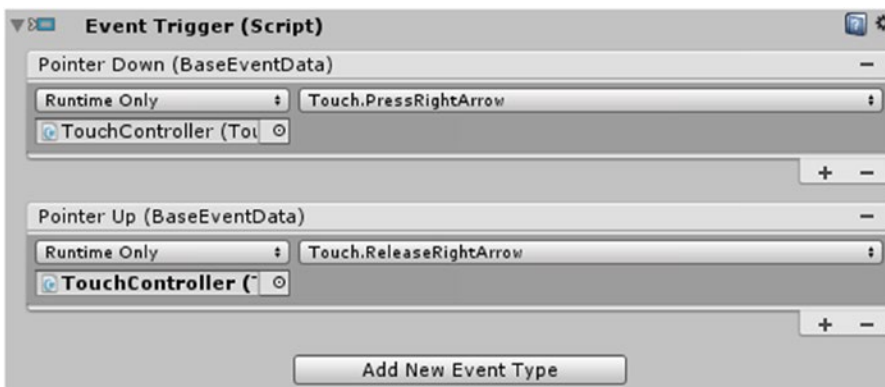 Event Trigger (Script)
Pointer Down (BaseEventData)
Runtime Only Touch.PressRightArrow
TouchController (Tou
Pointer Up (BaseEventData)
Runtime Only Touch.ReleaseRightArrow
TouchController (
Add New Event Type